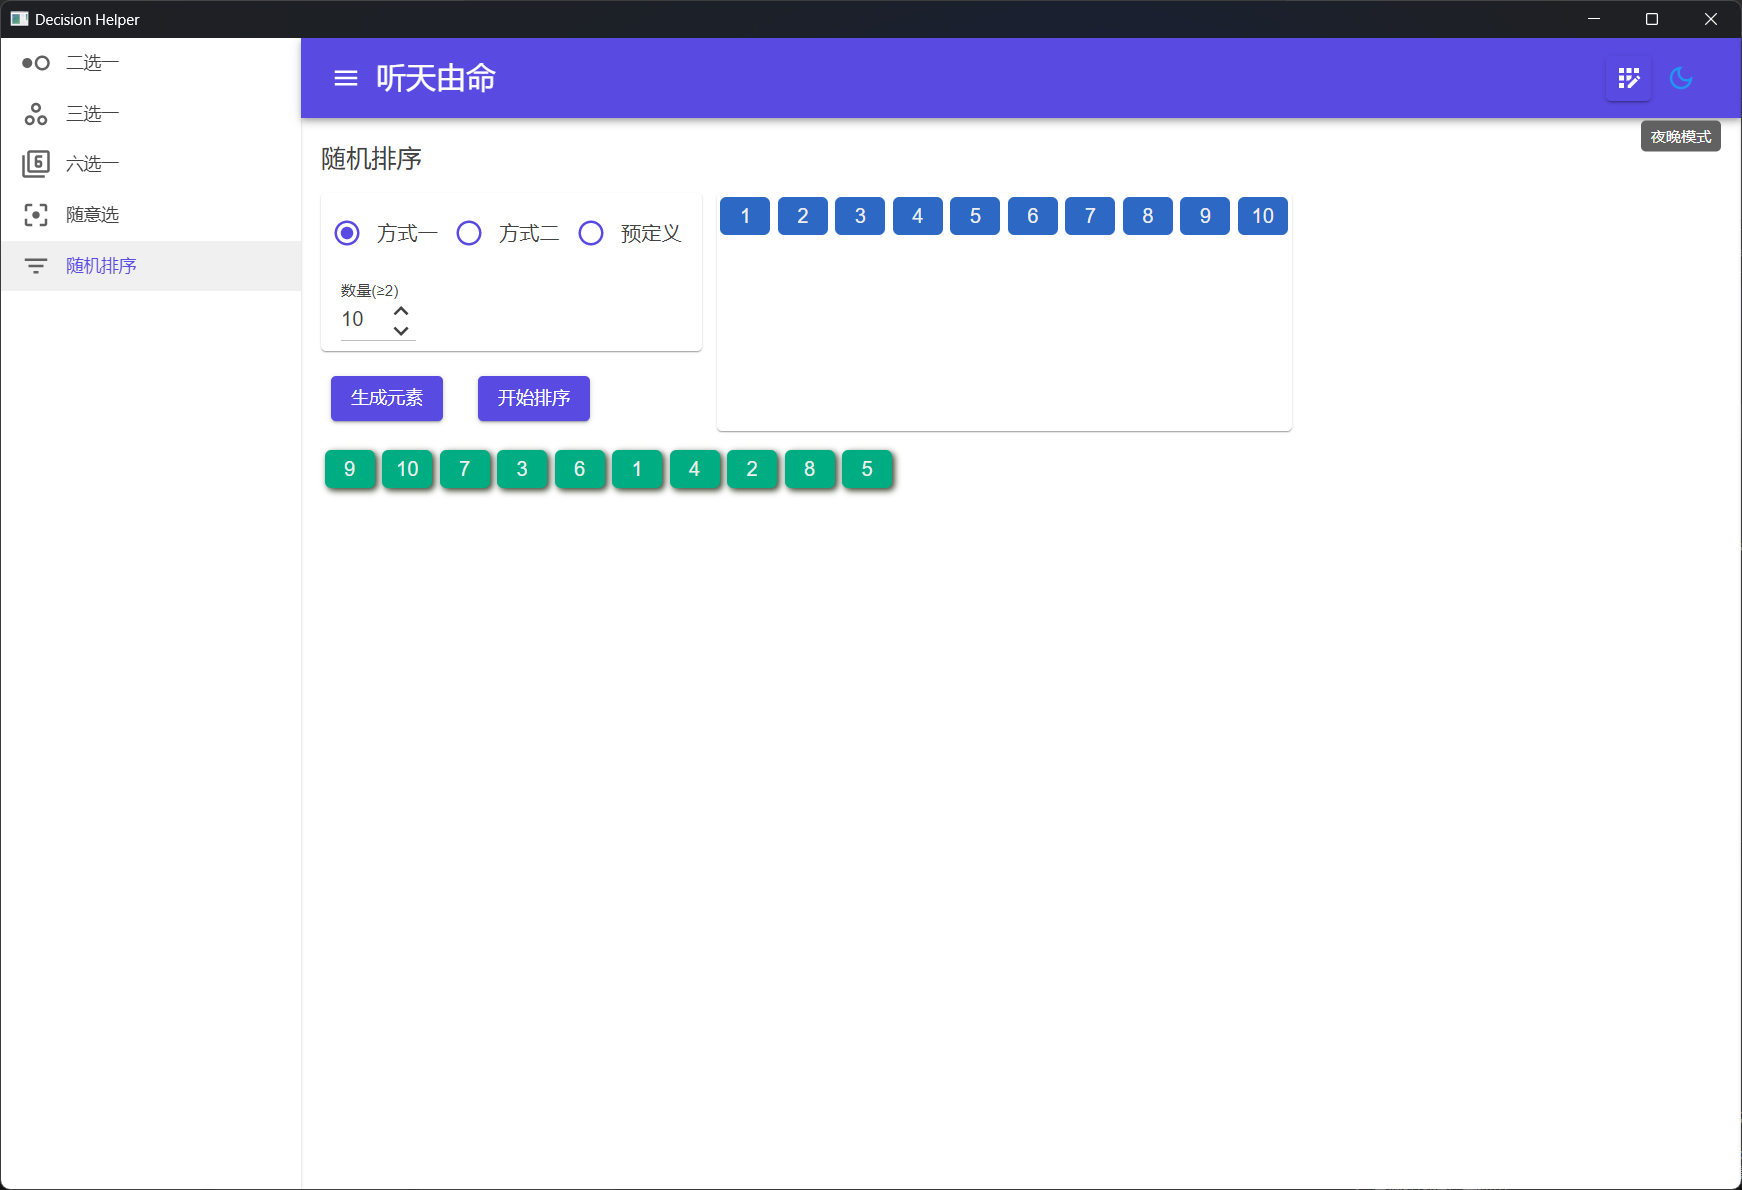 Decision Helper
二选一
三选一
6 六选一
随意选
随机排序
听天由命
夜晚模式
随机排序
方式一 方式二 预定义
数量(≥2)
10
生成元素 开始排序
1 2 3 4 5 6 7 8 9 10
9 10 7 3 6 1 4 2 8 5